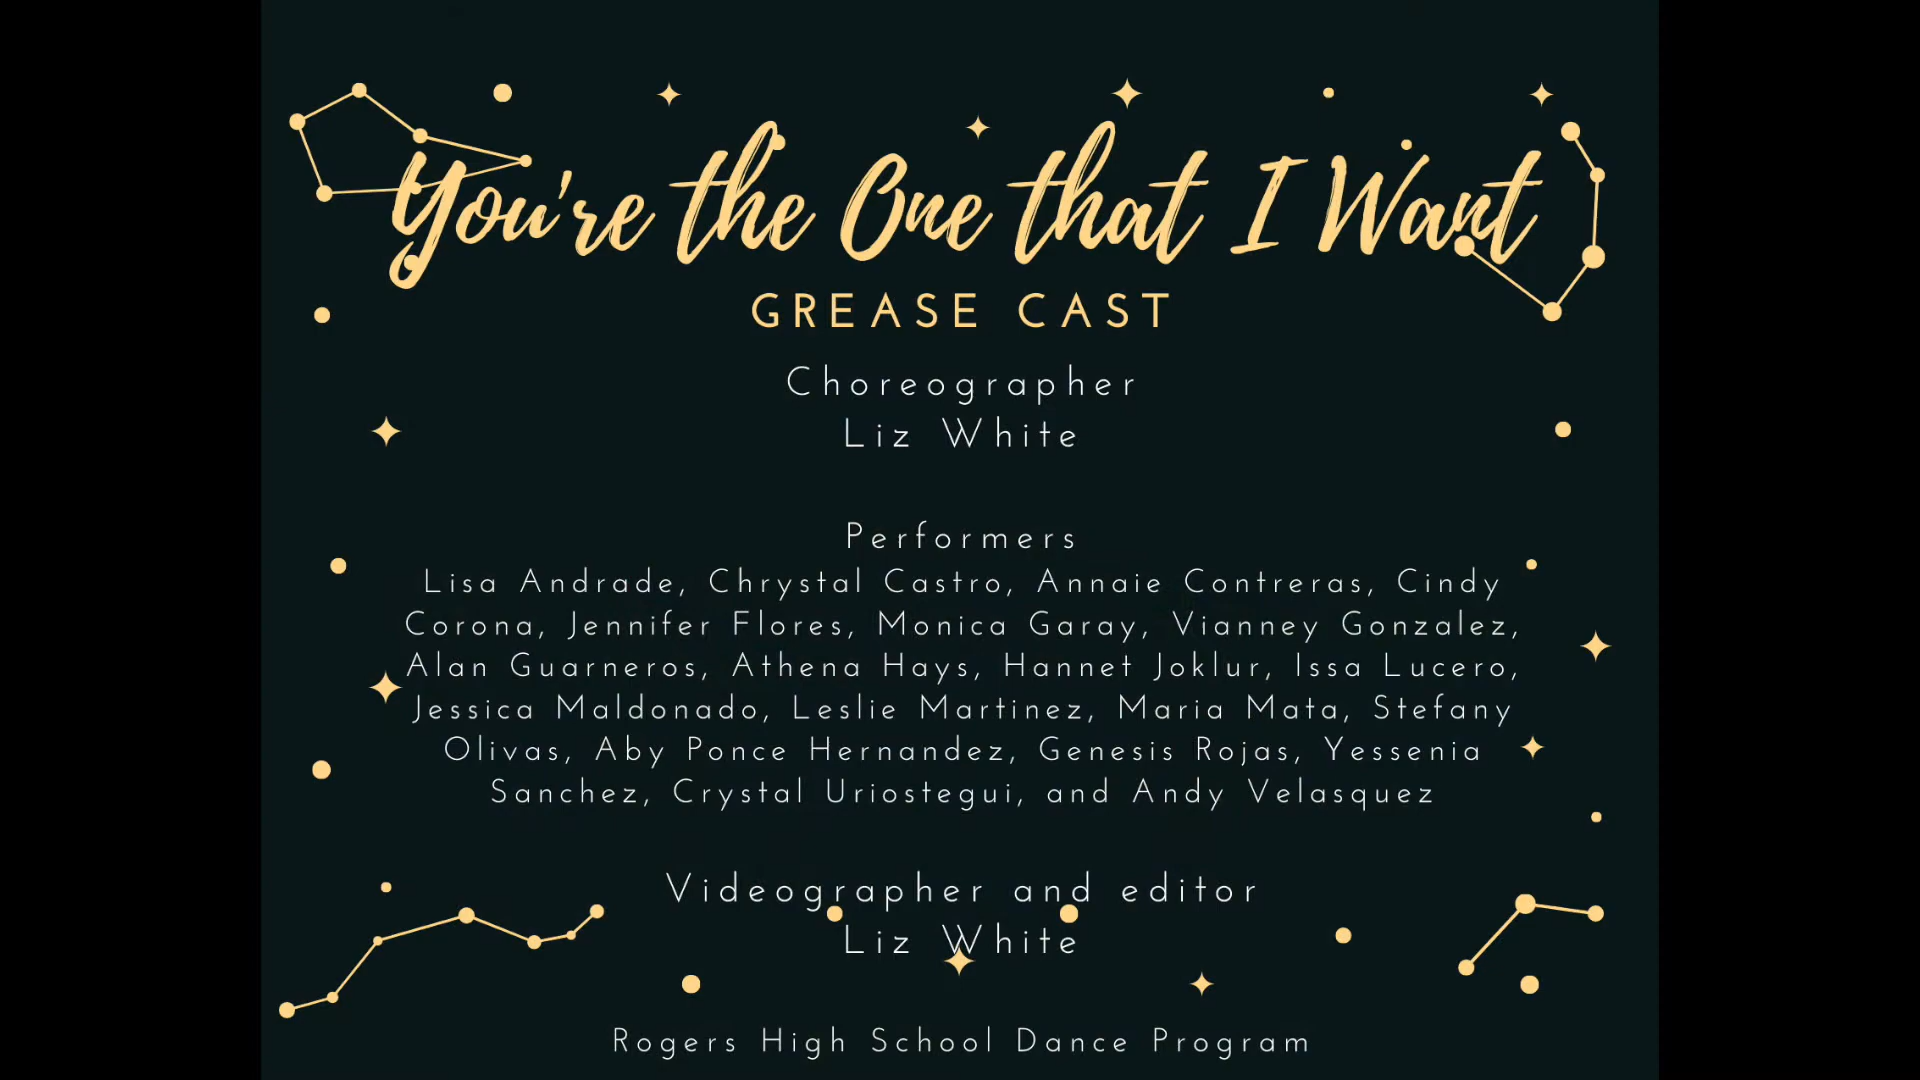 You're the One that I Want
GREASE CAST
Choreographer
Liz White
Performers
Lisa Andrade, Chrystal Castro, Annaie Contreras, Cindy
Corona, Jennifer Flores, Monica Garay, Vianney Gonzalez,
Alan Guarneros, Athena Hays, Hannet Joklur, Issa Lucero,
Jessica Maldonado, Leslie Martinez, Maria Mata, Stefany
Olivas, Aby Ponce Hernandez, Genesis Rojas, Yessenia
Sanchez, Crystal Uriostegui, and Andy Velasquez
Videographer and editor
Liz White
Rogers High School Dance Program